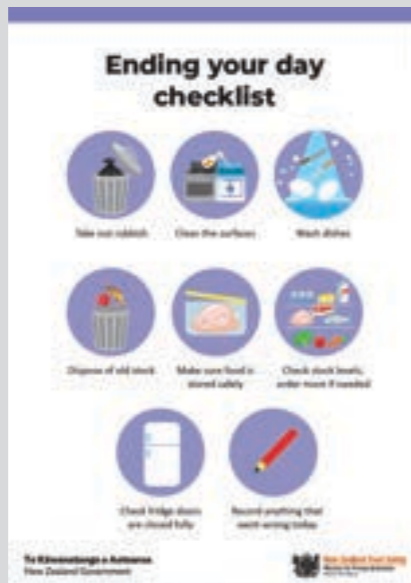 Ending your day
checklist
Take out rubbish
Clean the surfaces
Wash dishes
Dispose of old stock
Make sure food is
stored safely
Check stock levels,
order more if needed
Check fridge doors
are closed fully
Record anything that
went wrong today
Te Kāwanatanga o Aotearoa
New Zealand Government
New Zealand Food Safety